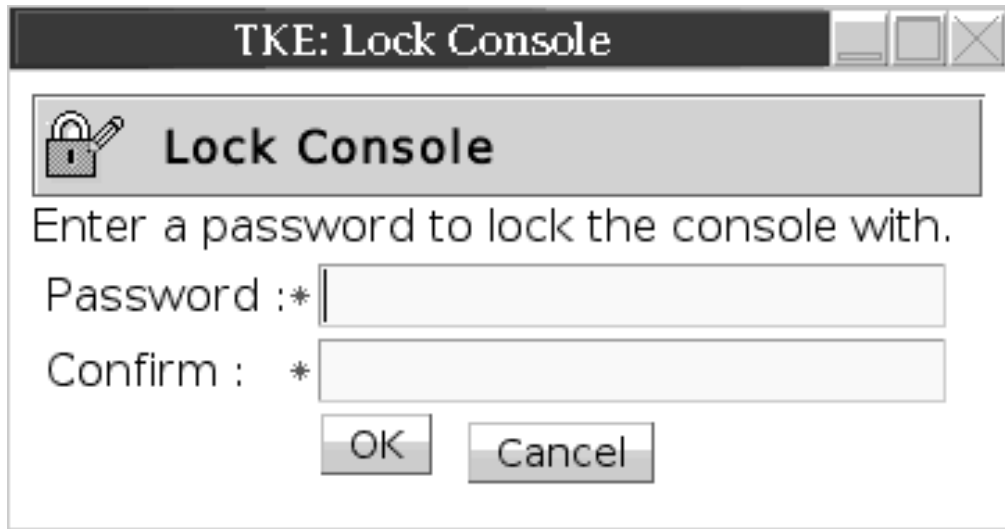 TKE: Lock Console
Lock Console
Enter a password to lock the console with.
Password :*
Confirm : *
OK Cancel